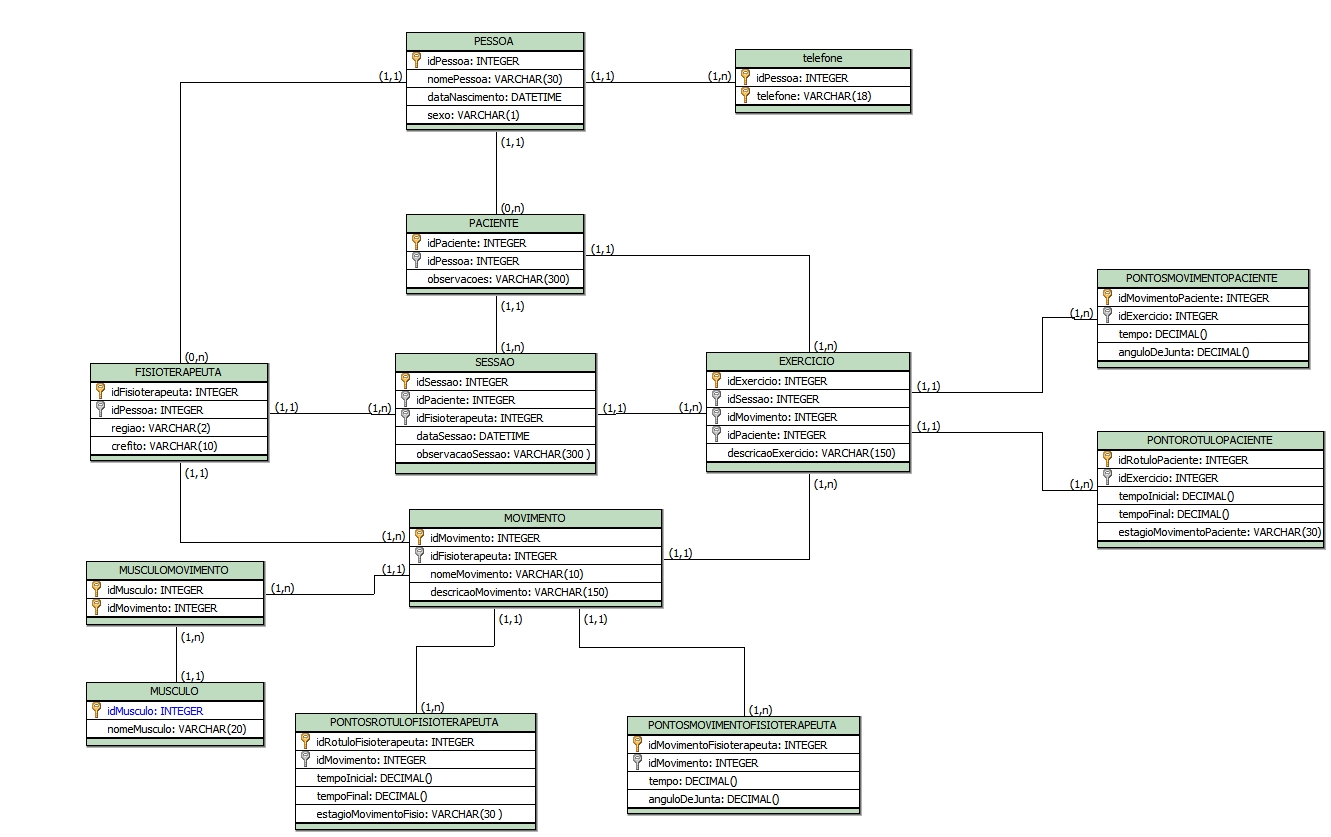 PESSOA
idPessoa: INTEGER
nomePessoa: VARCHAR(30)
dataNascimento: DATETIME
sexo: VARCHAR(1)
(1,1)
(1,1)
(1,n)
telefone
idPessoa: INTEGER
telefone: VARCHAR(18)
(1,1)
(0,n)
PACIENTE
idPaciente: INTEGER
idPessoa: INTEGER
observacoes: VARCHAR(300)
(1,1)
(1,1)
(1,n)
(1,n)
(0,n)
FISIOTERAPEUTA
idFisioterapeuta: INTEGER
idPessoa: INTEGER
regiao: VARCHAR(2)
crefito: VARCHAR(10)
(1,1)
(1,n)
(1,1)
SESSAO
idSessao: INTEGER
idPaciente: INTEGER
idFisioterapeuta: INTEGER
dataSessao: DATETIME
observacaoSessao: VARCHAR(300 )
(1,1)
(1,n)
EXERCICIO
idExercicio: INTEGER
idSessao: INTEGER
idMovimento: INTEGER
idPaciente: INTEGER
descricaoExercicio: VARCHAR(150)
(1,1)
(1,n)
(1,1)
(1,n)
(1,n)
PONTOSMOVIMENTOPACIENTE
idMovimentoPaciente: INTEGER
idExercicio: INTEGER
tempo: DECIMAL()
anguloDeJunta: DECIMAL()
PONTOROTULOPACIENTE
idRotuloPaciente: INTEGER
idExercicio: INTEGER
tempoInicial: DECIMAL()
tempoFinal: DECIMAL()
estagioMovimentoPaciente: VARCHAR(30)
MOVIMENTO
idMovimento: INTEGER
idFisioterapeuta: INTEGER
nomeMovimento: VARCHAR(10)
descricaoMovimento: VARCHAR(150)
(1,n)
(1,1)
(1,1)
(1,n)
MUSCULOMOVIMENTO
idMusculo: INTEGER
idMovimento: INTEGER
(1,n)
(1,1)
MUSCULO
idMusculo: INTEGER
nomeMusculo: VARCHAR(20)
(1,1)
(1,1)
(1,n)
(1,n)
PONTOSROTULOFISIOTERAPEUTA
idRotuloFisioterapeuta: INTEGER
idMovimento: INTEGER
tempoInicial: DECIMAL()
tempoFinal: DECIMAL()
estagioMovimentoFisio: VARCHAR(30 )
PONTOSMOVIMENTOFISIOTERAPEUTA
idMovimentoFisioterapeuta: INTEGER
idMovimento: INTEGER
tempo: DECIMAL()
anguloDeJunta: DECIMAL()